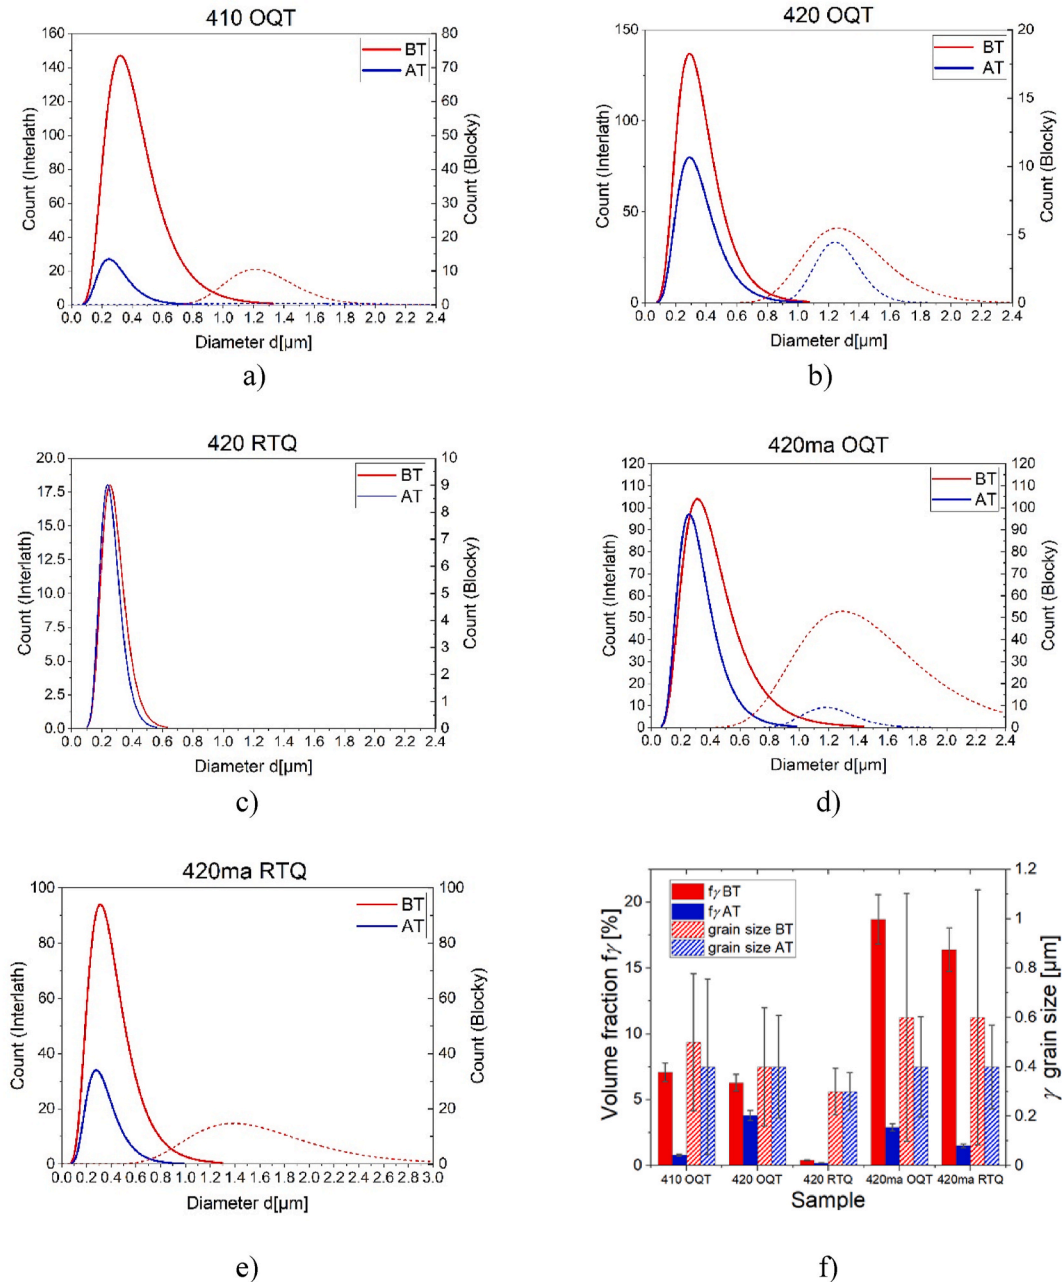 410 OQT
160
140
120
100
80
60
40
20
0
80
70
60
50
40
30
20
10
0
BT
AT
Count (Interlath)
Count (Blocky)
0.0 0.2 0.4 0.6 0.8 1.0 1.2 1.4 1.6 1.8 2.0 2.2 2.4
Diameter d[μm]
a)
420 OQT
150
100
50
0
20
15
10
5
0
BT
AT
Count (Interlath)
Count (Blocky)
0.0 0.2 0.4 0.6 0.8 1.0 1.2 1.4 1.6 1.8 2.0 2.2 2.4
Diameter d[μm]
b)
420 RTQ
20.0
17.5
15.0
12.5
10.0
7.5
5.0
2.5
0.0
10
9
8
7
6
5
4
3
2
1
0
BT
AT
Count (Interlath)
Count (Blocky)
0.0 0.2 0.4 0.6 0.8 1.0 1.2 1.4 1.6 1.8 2.0 2.2 2.4
Diameter d[μm]
c)
420ma OQT
120
110
100
90
80
70
60
50
40
30
20
10
0
120
110
100
90
80
70
60
50
40
30
20
10
0
BT
AT
Count (Interlath)
Count (Blocky)
0.0 0.2 0.4 0.6 0.8 1.0 1.2 1.4 1.6 1.8 2.0 2.2 2.4
Diameter d[μm]
d)
420ma RTQ
100
80
60
40
20
0
100
80
60
40
20
0
BT
AT
Count (Interlath)
Count (Blocky)
0.0 0.2 0.4 0.6 0.8 1.0 1.2 1.4 1.6 1.8 2.0 2.2 2.4 2.6 2.8 3.0
Diameter d[μm]
e)
20
15
10
5
0
1.2
1
0.8
0.6
0.4
0.2
0
fγ BT
fγ AT
grain size BT
grain size AT
Volume fraction fγ [%]
γ grain size [μm]
410 OQT 420 OQT 420 RTQ 420ma OQT 420ma RTQ
Sample
f)